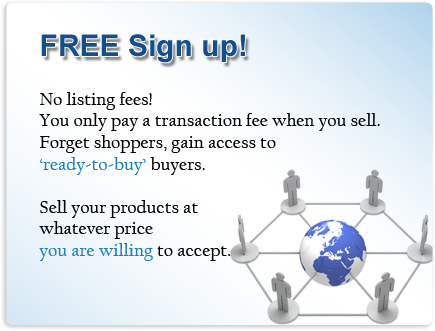 FREE Sign up!
No listing fees!
You only pay a transaction fee when you sell.
Forget shoppers, gain access to
‘ready-to-buy’ buyers.
Sell your products at
whatever price
you are willing to accept.